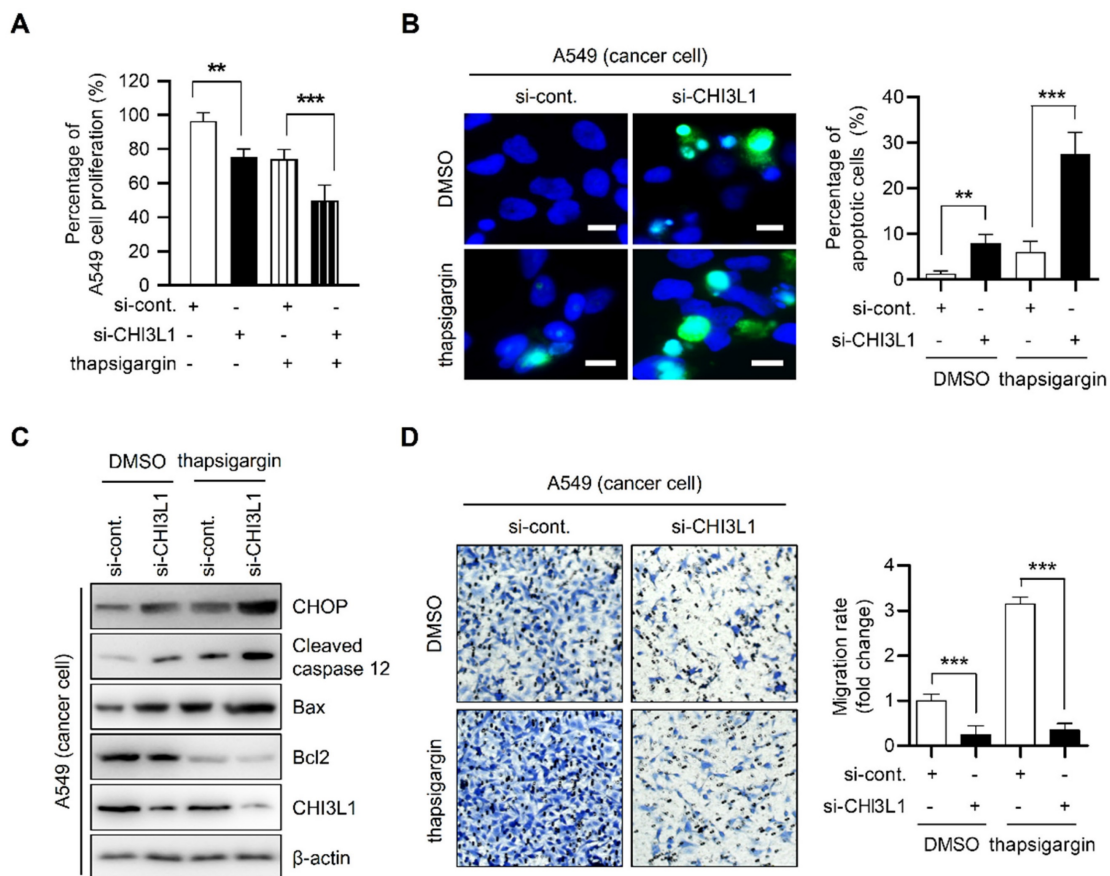 A
Percentage of
A549 cell proliferation (%)
120
100
80
60
40
20
0
**
***
si-cont. + - + -
si-CHI3L1 - + - +
thapsigargin - - + +
B
A549 (cancer cell)
si-cont. si-CHI3L1
DMSO
thapsigargin
Percentage of
apoptotic cells (%)
40
30
20
10
0
**
***
si-cont. + - + -
si-CHI3L1 - + - +
DMSO thapsigargin
C
DMSO thapsigargin
si-cont.
si-CHI3L1
si-cont.
si-CHI3L1
A549 (cancer cell)
CHOP
Cleaved
caspase 12
Bax
Bcl2
CHI3L1
β-actin
D
A549 (cancer cell)
si-cont. si-CHI3L1
DMSO
thapsigargin
Migration rate
(fold change)
4
3
2
1
0
***
***
si-cont. + - + -
si-CHI3L1 - + - +
DMSO thapsigargin